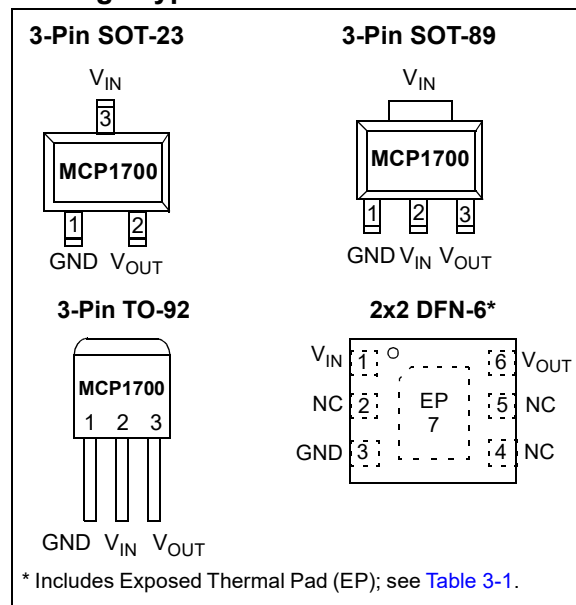 3-Pin SOT-23
VIN
3
MCP1700
1 2
GND VOUT
3-Pin SOT-89
VIN
MCP1700
1 2 3
GND VIN VOUT
3-Pin TO-92
MCP1700
1 2 3
GND VIN VOUT
2x2 DFN-6*
VIN 1 6 VOUT
NC 2 EP 7 5 NC
GND 3 4 NC
* Includes Exposed Thermal Pad (EP); see Table 3-1.